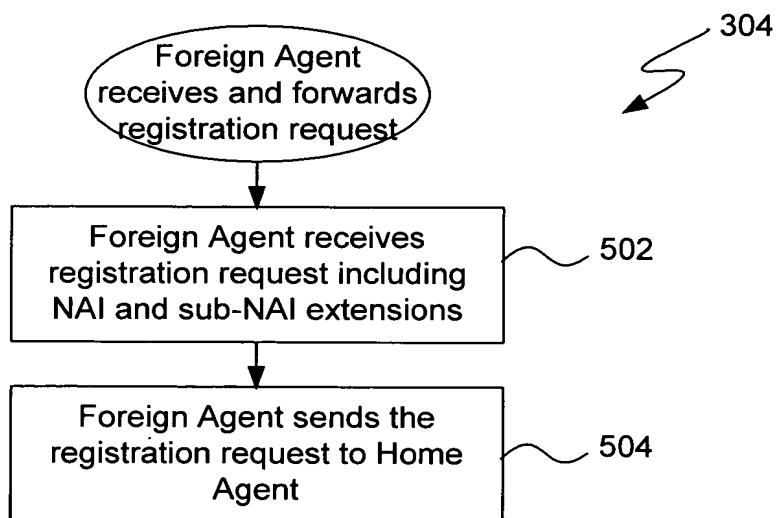 304
Foreign Agent
receives and forwards
registration request
Foreign Agent receives
registration request including
NAI and sub-NAI extensions
502
Foreign Agent sends the
registration request to Home
Agent
504